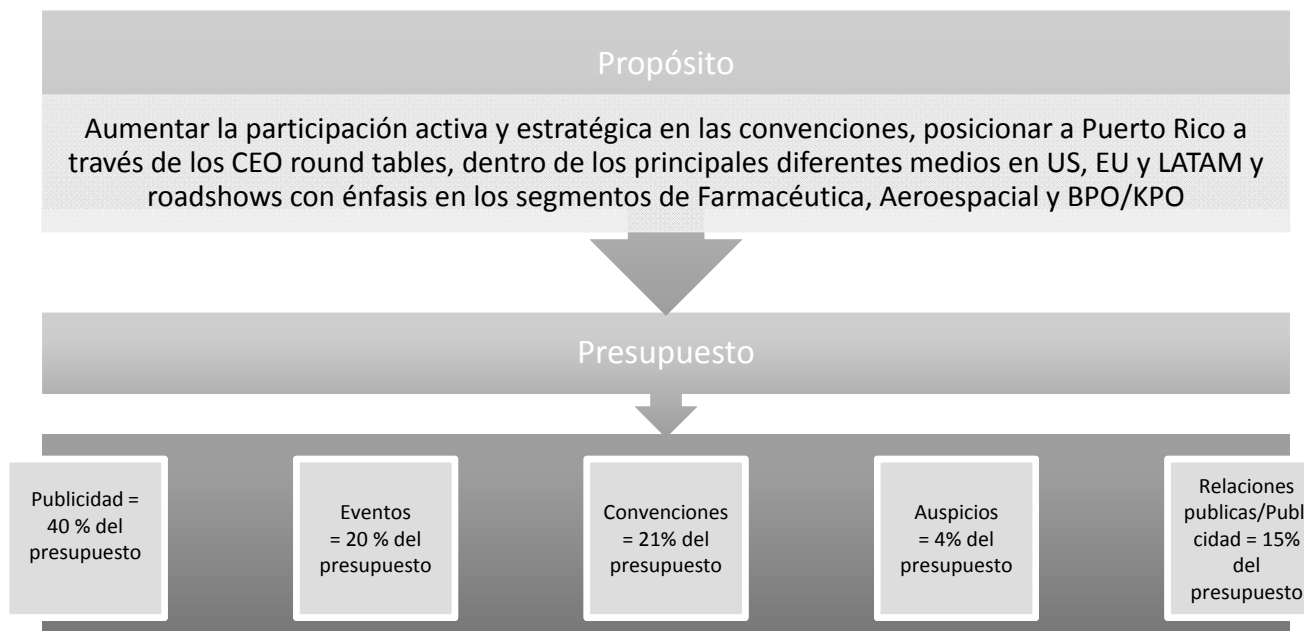 Propósito
Aumentar la participación activa y estratégica en las convenciones, posicionar a Puerto Rico a
través de los CEO round tables, dentro de los principales diferentes medios en US, EU y LATAM y
roadshows con énfasis en los segmentos de Farmacéutica, Aeroespacial y BPO/KPO
Presupuesto
Publicidad =
40 % del
presupuesto
Eventos
= 20 % del
presupuesto
Convenciones
= 21% del
presupuesto
Auspicios
= 4% del
presupuesto
Relaciones
publicas/Publi
cidad = 15%
del
presupuesto